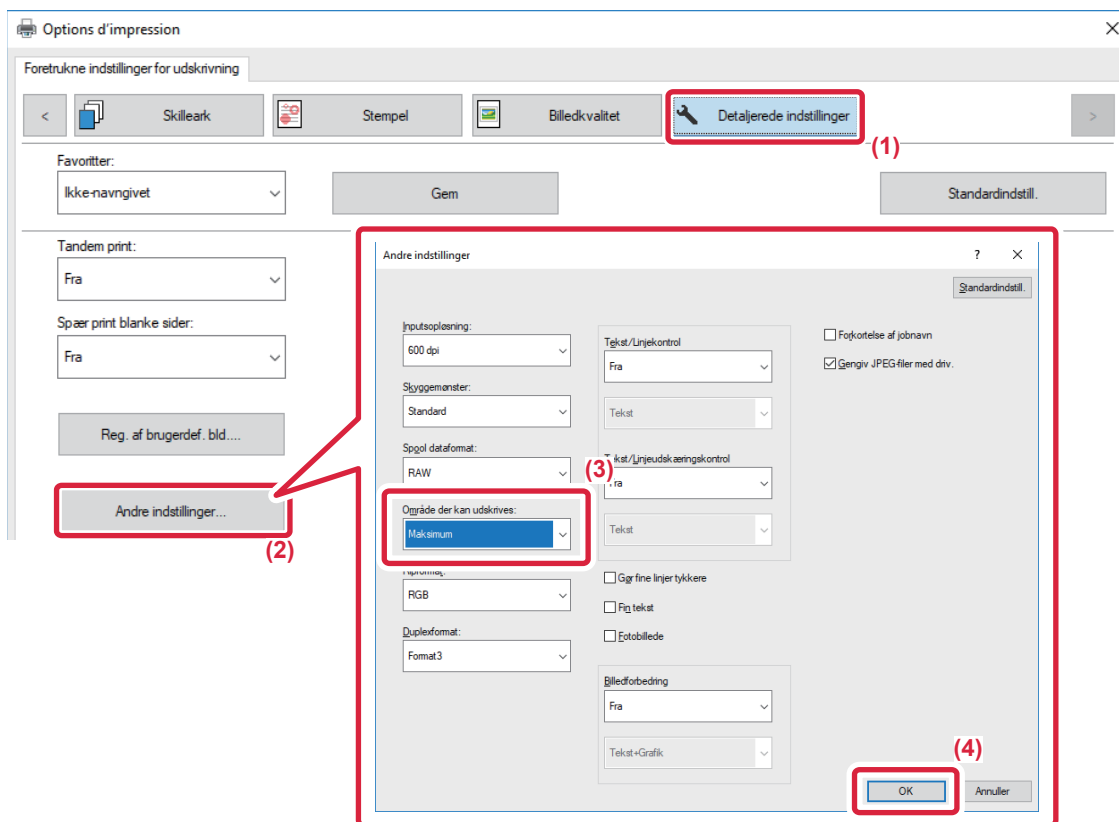 Options d'impression
Foretrukne indstillinger for udskrivning
< Skilleark Stempel Billedkvalitet Detaljerede indstillinger >
(1)
Favoritter:
Ikke-navngivet Gem Standardindstill.
Tandem print:
Fra
Spær print blanke sider:
Fra
Reg. af brugerdef. bld....
Andre indstillinger...
(2)
Andre indstillinger ?
Standardindstill.
Inputsopløsning:
600 dpi
Skyggemønster:
Standard
Spool dataformat:
RAW
(3)
Område der kan udskrives:
Maksimum
RGB
Duplexformat:
Format3
Tekst/Linjekontrol
Fra
Tekst
Tekst/Linjeudskæringskontrol
Fra
Tekst
Gør fine linjer tykkere
Fin tekst
Fotobillede
Billedforbedring
Fra
Tekst+Grafik
Forkortelse af jobnavn
Gengiv JPEG-filer med driv.
(4)
OK Annuller